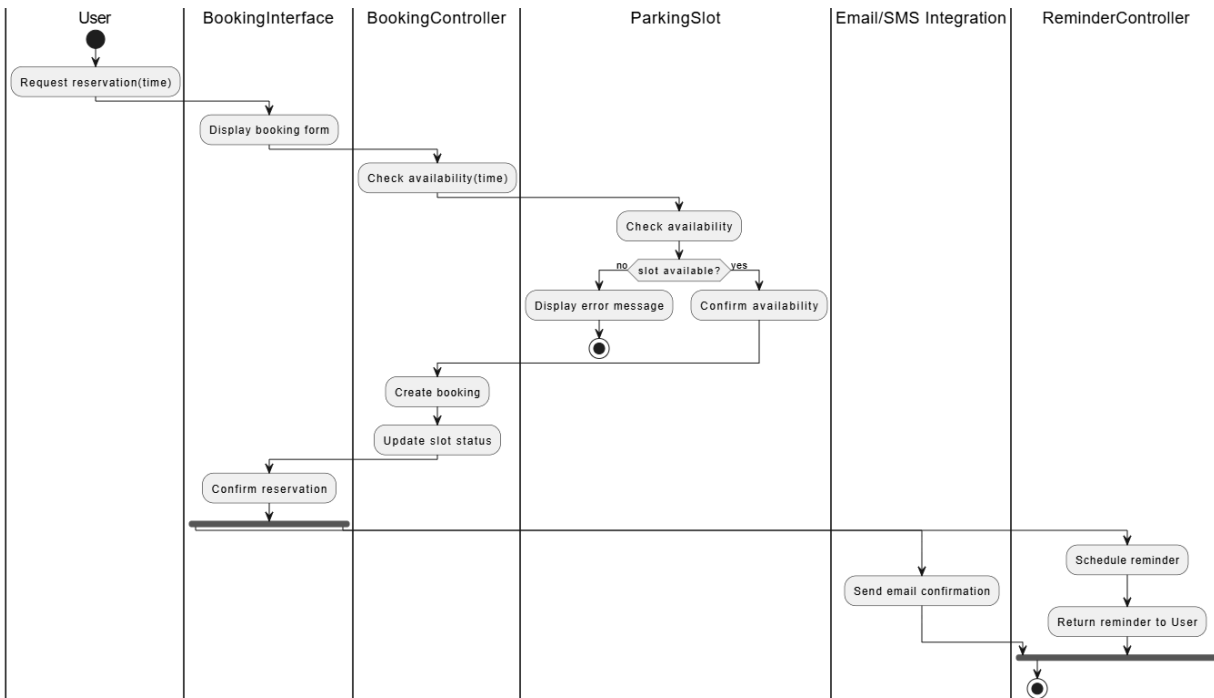 User
BookingInterface
BookingController
ParkingSlot
Email/SMS Integration
ReminderController
Request reservation(time)
Display booking form
Check availability(time)
Check availability
no
slot available?
yes
Display error message
Confirm availability
Create booking
Update slot status
Confirm reservation
Schedule reminder
Send email confirmation
Return reminder to User